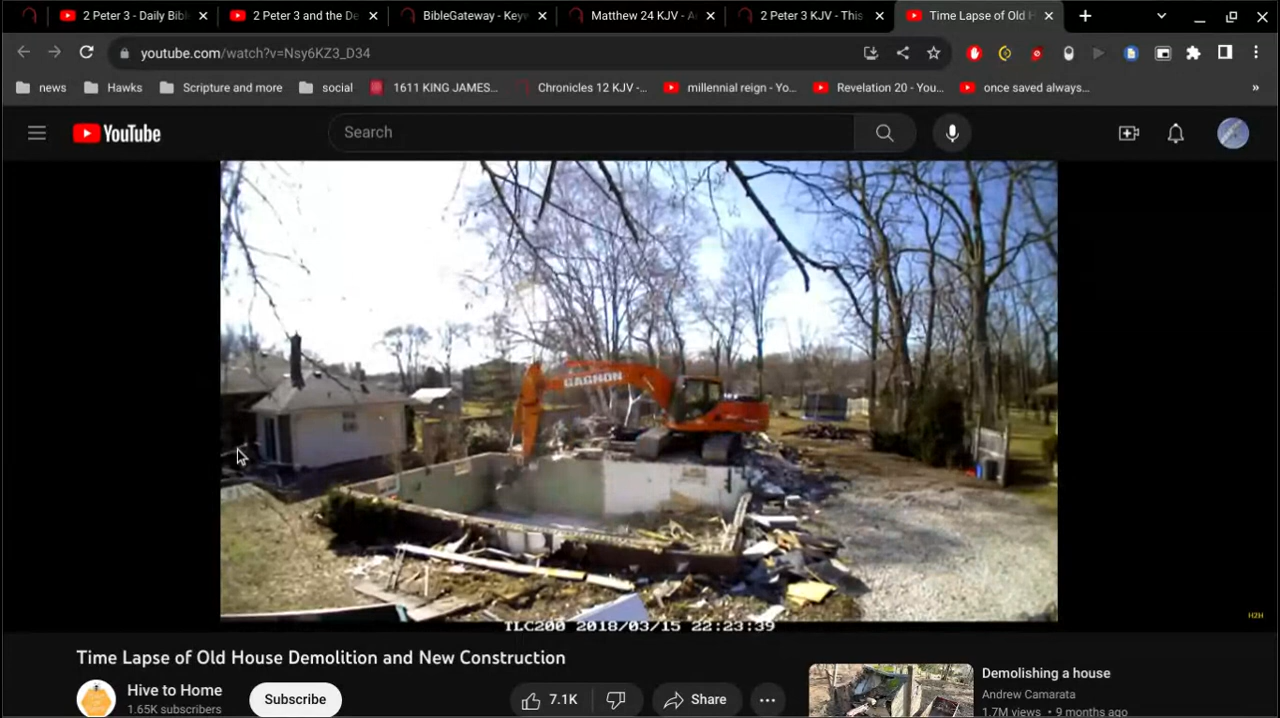 2 Peter 3 - Daily Bibl
2 Peter 3 and the De
BibleGateway - Keyw
Matthew 24 KJV - A
2 Peter 3 KJV - This
Time Lapse of Old H
youtube.com/watch?v=Nsy6KZ3_D34
news
Hawks
Scripture and more
social
1611 KING JAMES...
Chronicles 12 KJV -...
millennial reign - Yo...
Revelation 20 - You...
once saved always...
YouTube
Search
GAGNON
TLC200 2018/03/15 22:23:39
H2H
Time Lapse of Old House Demolition and New Construction
Hive to Home
1.65K subscribers
Subscribe
7.1K
Share
Demolishing a house
Andrew Camarata
1.7M views • 9 months ago